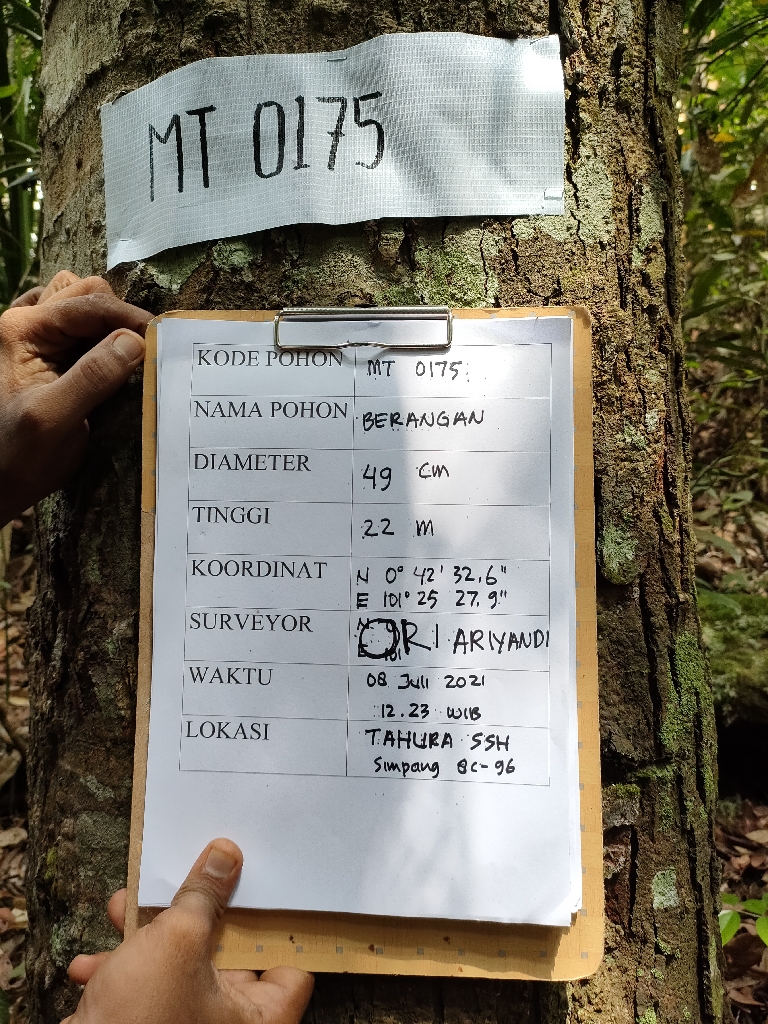 MT 0175
KODE POHON MT 0175
NAMA POHON BERANGAN
DIAMETER 49 cm
TINGGI 22 m
KOORDINAT N 0° 42' 32,6"
E 101° 25 27,9"
SURVEYOR ORI ARIYANDI
WAKTU 08 Juli 2021
12.23 WIB
LOKASI TAHURA SSH
Simpang BC-96